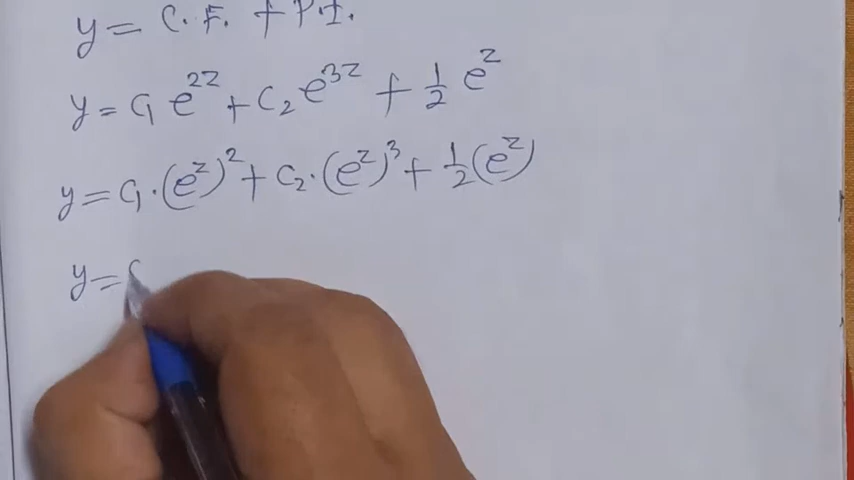 y = C.F. + P.I.
y = C₁ e^{2z} + C₂ e^{3z} + 1/2 e^z
y = C₁ · (e^z)^2 + C₂ · (e^z)^3 + 1/2 (e^z)
y = C